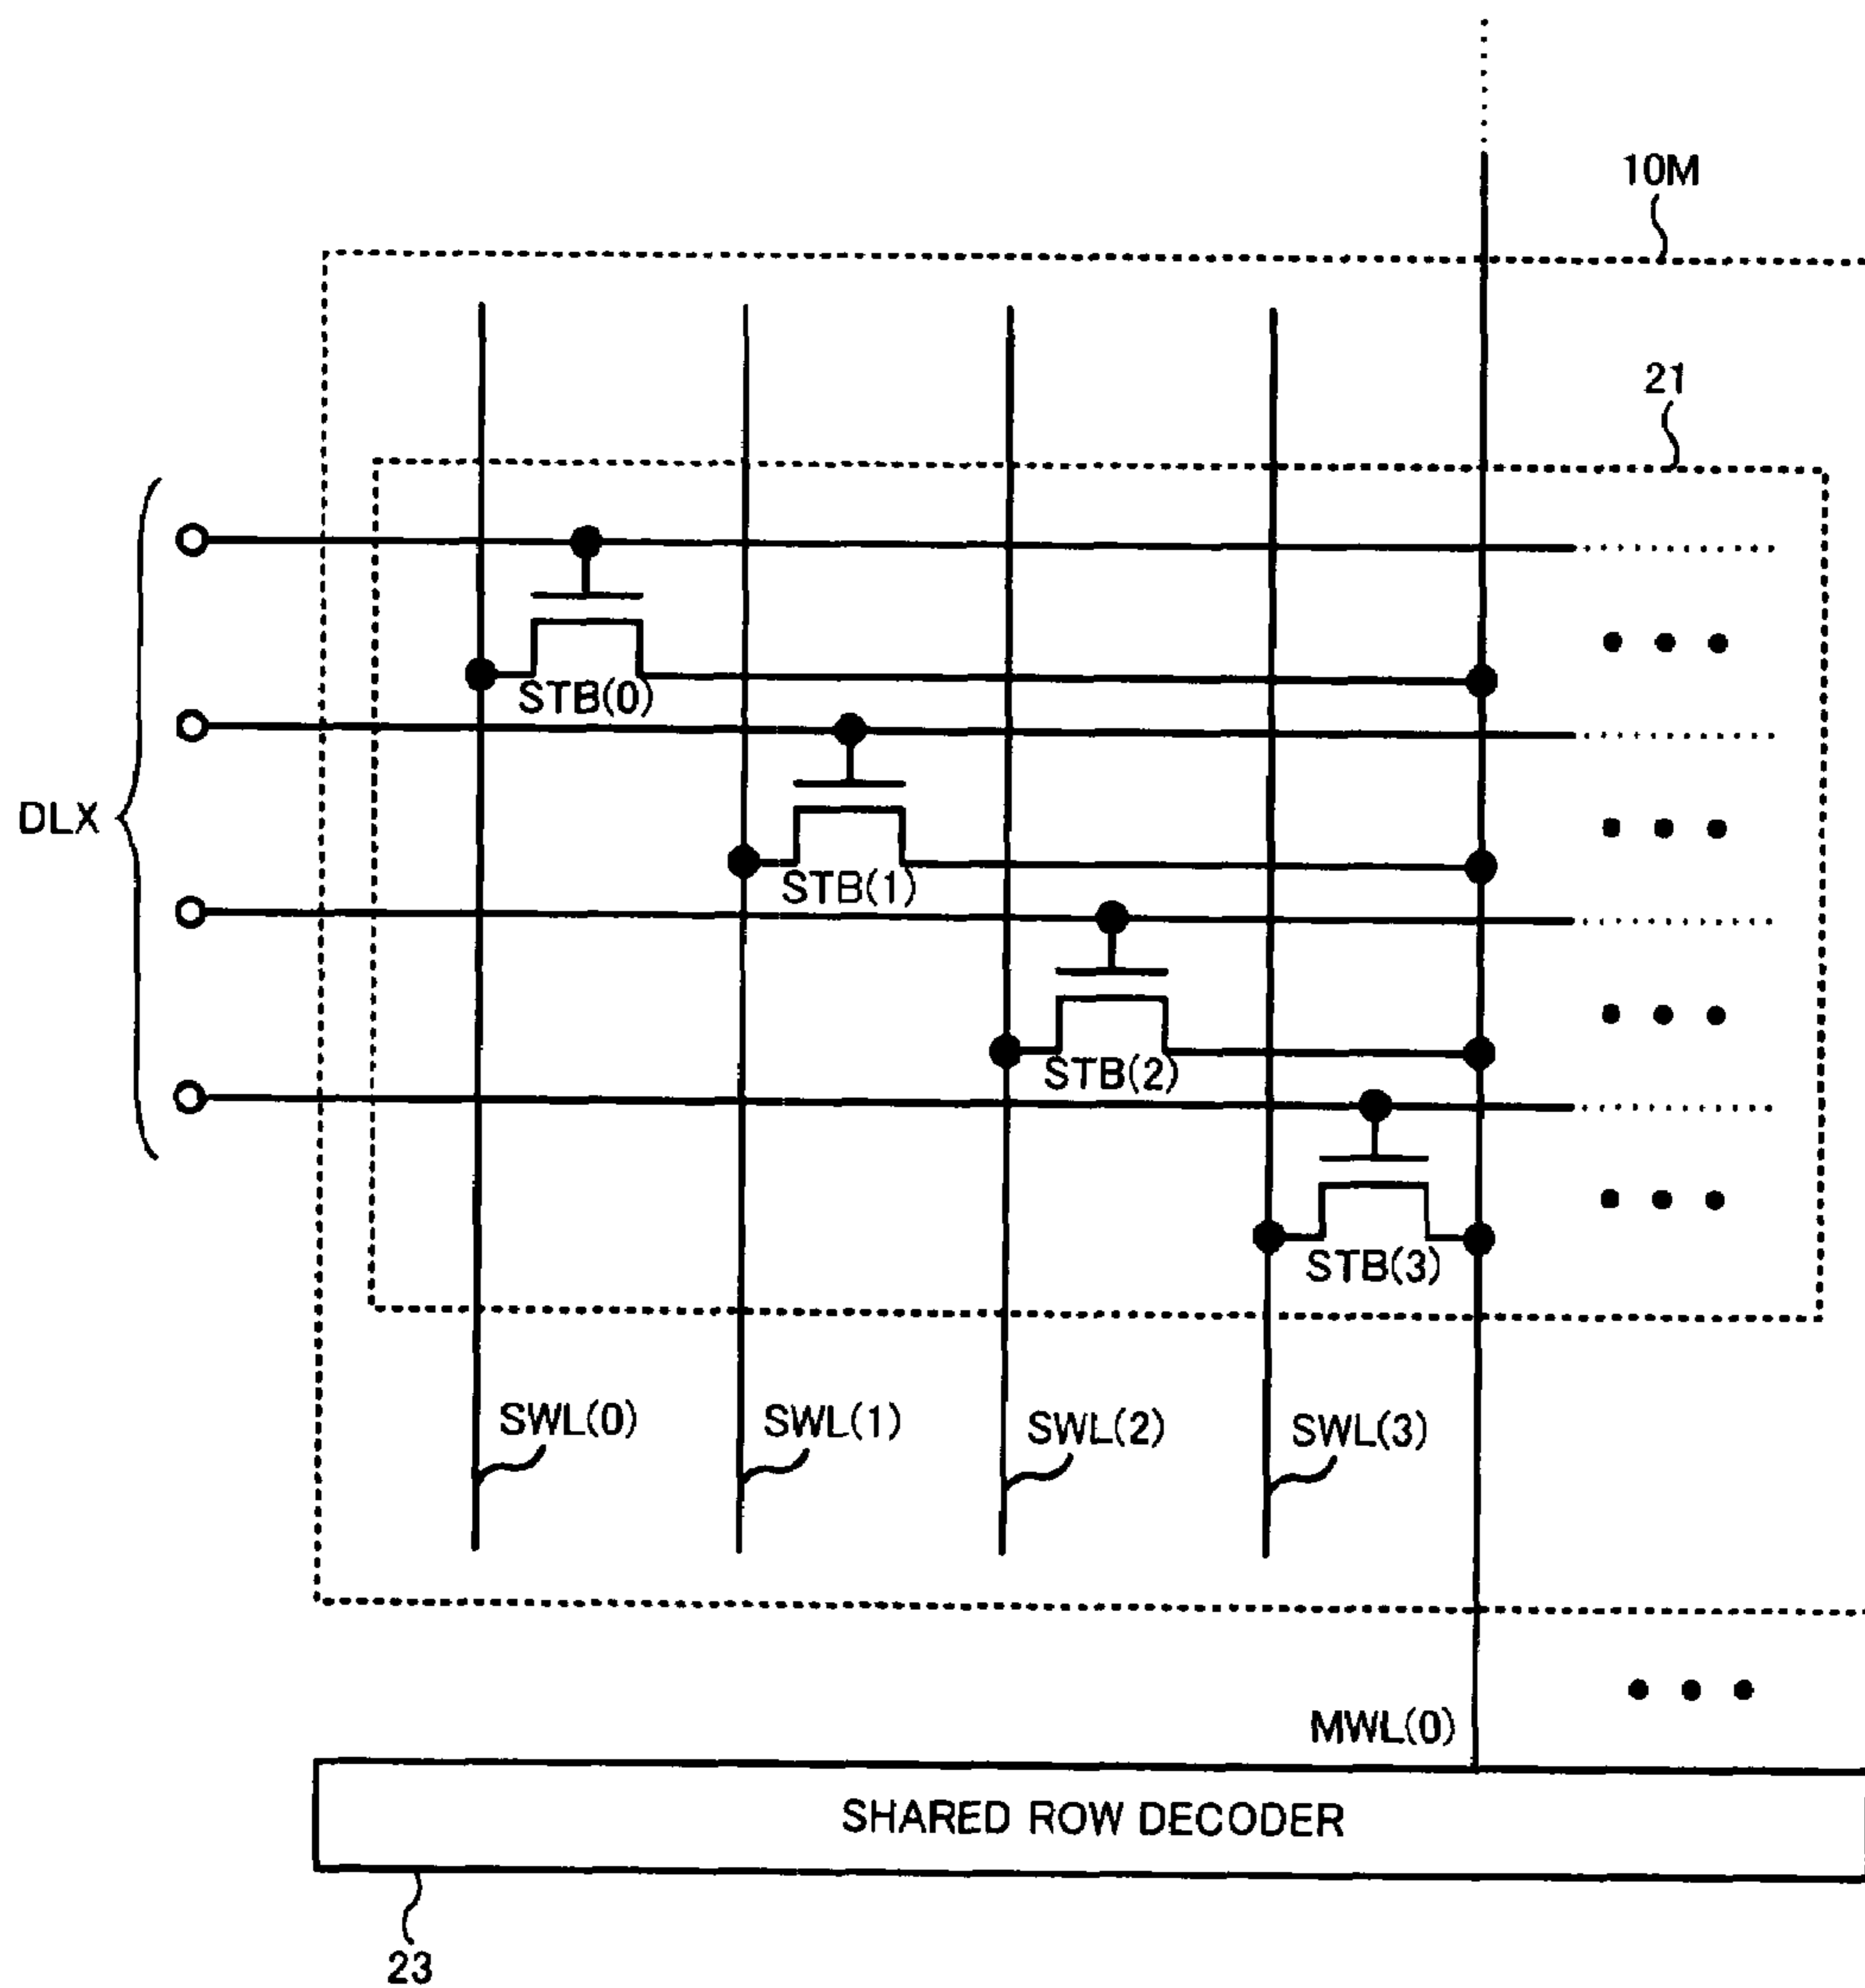 10M
21
STB(0)
DLX
STB(1)
STB(2)
STB(3)
SWL(0)
SWL(1)
SWL(2)
SWL(3)
MWL(0)
SHARED ROW DECODER
23